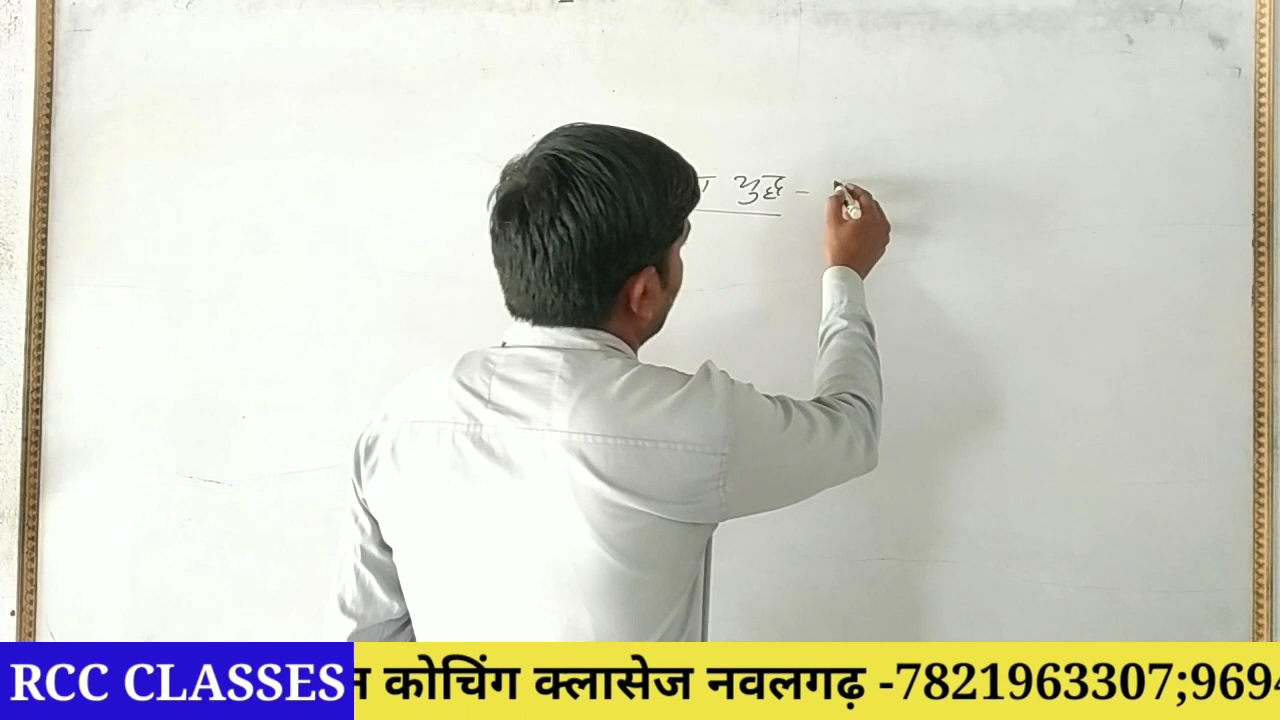 युद्ध -
RCC CLASSES
न कोचिंग क्लासेज नवलगढ़ -7821963307;969